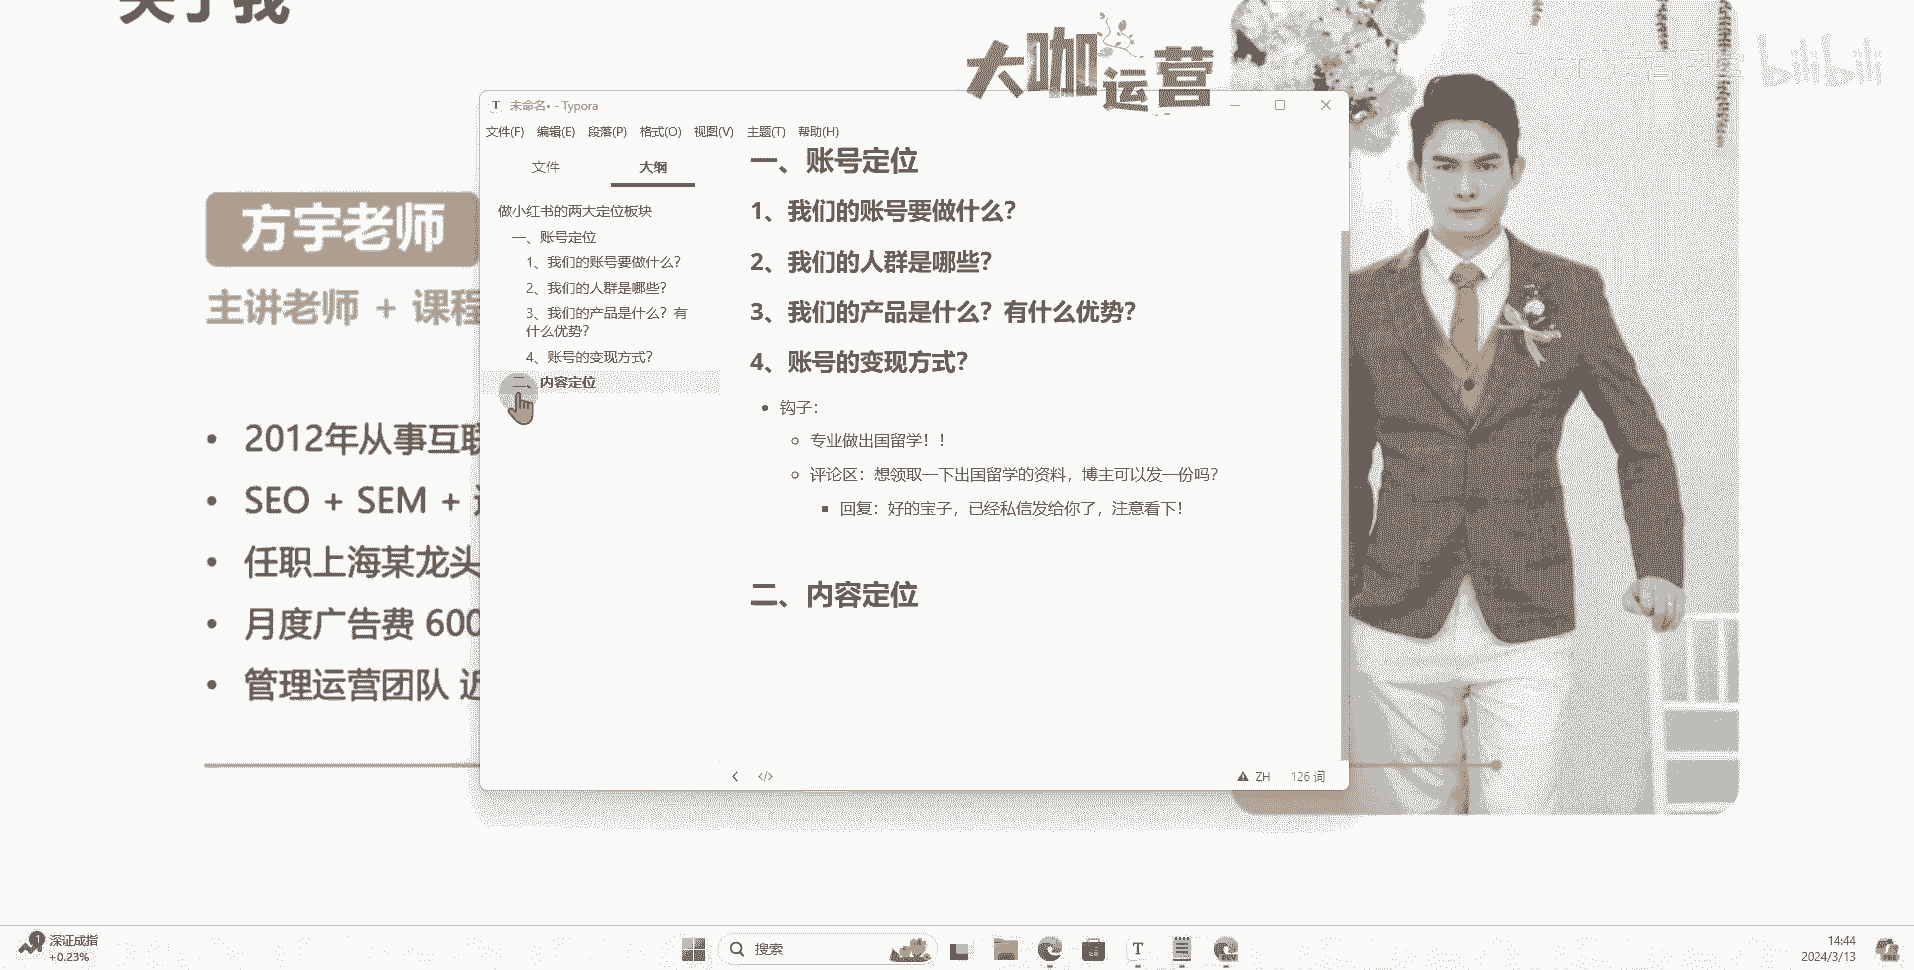 关于我
大咖运营
bilibili
方宇老师
主讲老师 + 课程
2012年从事互联
SEO + SEM +
任职上海某龙头
月度广告费 600
管理运营团队 近
未命名• - Typora
文件(F) 编辑(E) 段落(P) 格式(O) 视图(V) 主题(T) 帮助(H)
文件 大纲
做小红书的两大定位板块
一、账号定位
1、我们的账号要做什么？
2、我们的人群是哪些？
3、我们的产品是什么？有
什么优势？
4、账号的变现方式？
二、内容定位
一、账号定位
1、我们的账号要做什么？
2、我们的人群是哪些？
3、我们的产品是什么？有什么优势？
4、账号的变现方式？
钩子：
专业做出国留学！！
评论区：想领取一下出国留学的资料，博主可以发一份吗？
回复：好的宝子，已经私信发给你了，注意看下！
二、内容定位
ZH 126 词
深证成指
+0.23%
搜索
14:44
2024/3/13